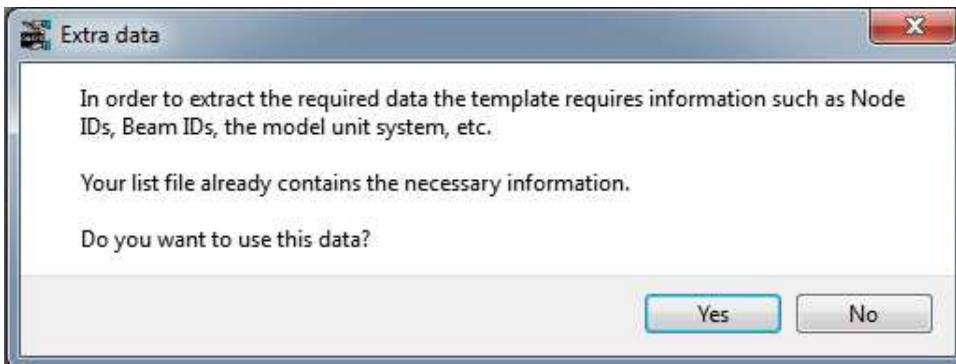 Extra data
In order to extract the required data the template requires information such as Node
IDs, Beam IDs, the model unit system, etc.
Your list file already contains the necessary information.
Do you want to use this data?
Yes
No